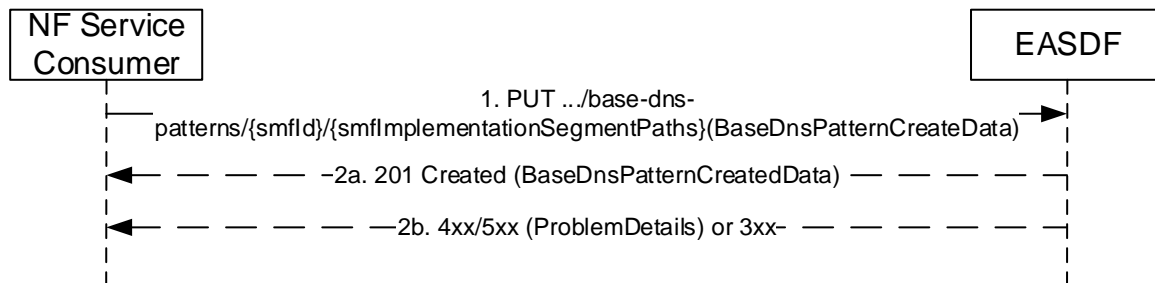 NF Service
Consumer
EASDF
1. PUT .../base-dns-
patterns/{smfId}/{smfImplementationSegmentPaths}(BaseDnsPatternCreateData)
2a. 201 Created (BaseDnsPatternCreatedData)
2b. 4xx/5xx (ProblemDetails) or 3xx